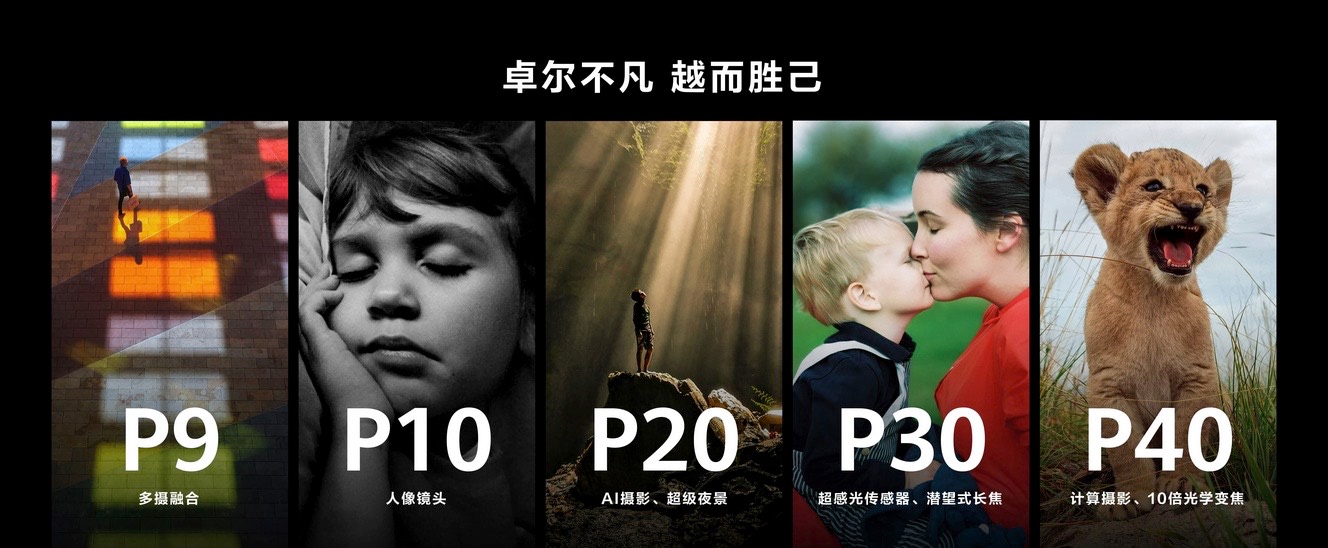 卓尔不凡 越而胜己
P9
多摄融合
P10
人像镜头
P20
AI摄影、超级夜景
P30
超感光传感器、潜望式长焦
P40
计算摄影、10倍光学变焦